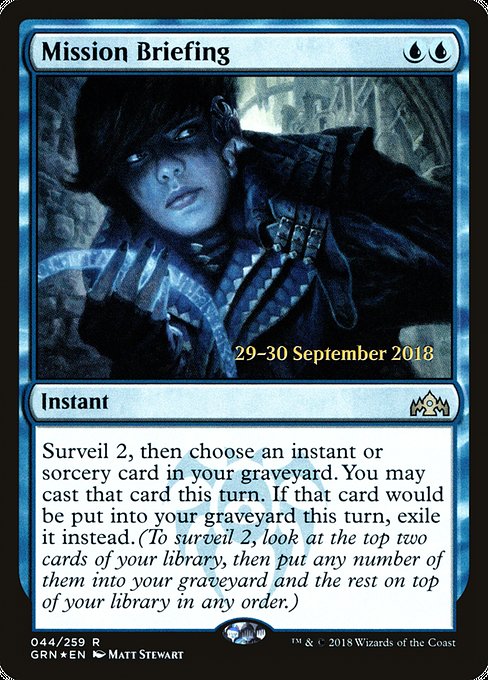 Mission Briefing
29–30 September 2018
Instant
Surveil 2, then choose an instant or
sorcery card in your graveyard. You may
cast that card this turn. If that card would
be put into your graveyard this turn, exile
it instead.(To surveil 2, look at the top two
cards of your library, then put any number of
them into your graveyard and the rest on top
of your library in any order.)
044/259 R
GRN★EN Matt Stewart
™ & © 2018 Wizards of the Coast